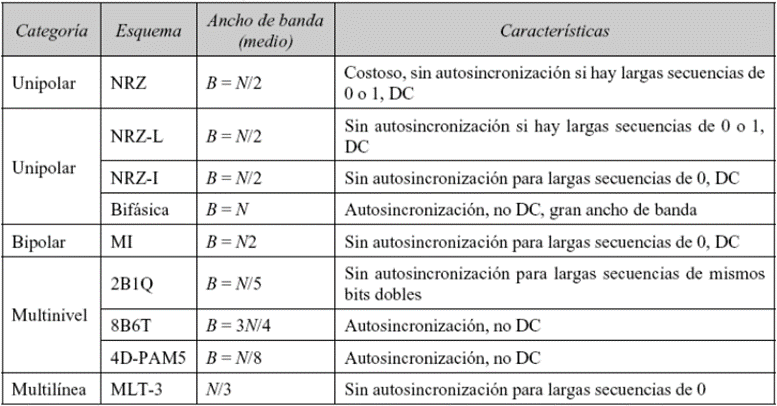 Categoría Esquema Ancho de banda (medio) Características
Unipolar NRZ B = N/2 Costoso, sin autosincronización si hay largas secuencias de
0 o 1, DC
Unipolar NRZ-L B = N/2 Sin autosincronización si hay largas secuencias de 0 o 1,
DC
NRZ-I B = N/2 Sin autosincronización para largas secuencias de 0, DC
Bifásica B = N Autosincronización, no DC, gran ancho de banda
Bipolar MI B = N2 Sin autosincronización para largas secuencias de 0, DC
Multinivel 2B1Q B = N/5 Sin autosincronización para largas secuencias de mismos
bits dobles
8B6T B = 3N/4 Autosincronización, no DC
4D-PAM5 B = N/8 Autosincronización, no DC
Multilínea MLT-3 N/3 Sin autosincronización para largas secuencias de 0